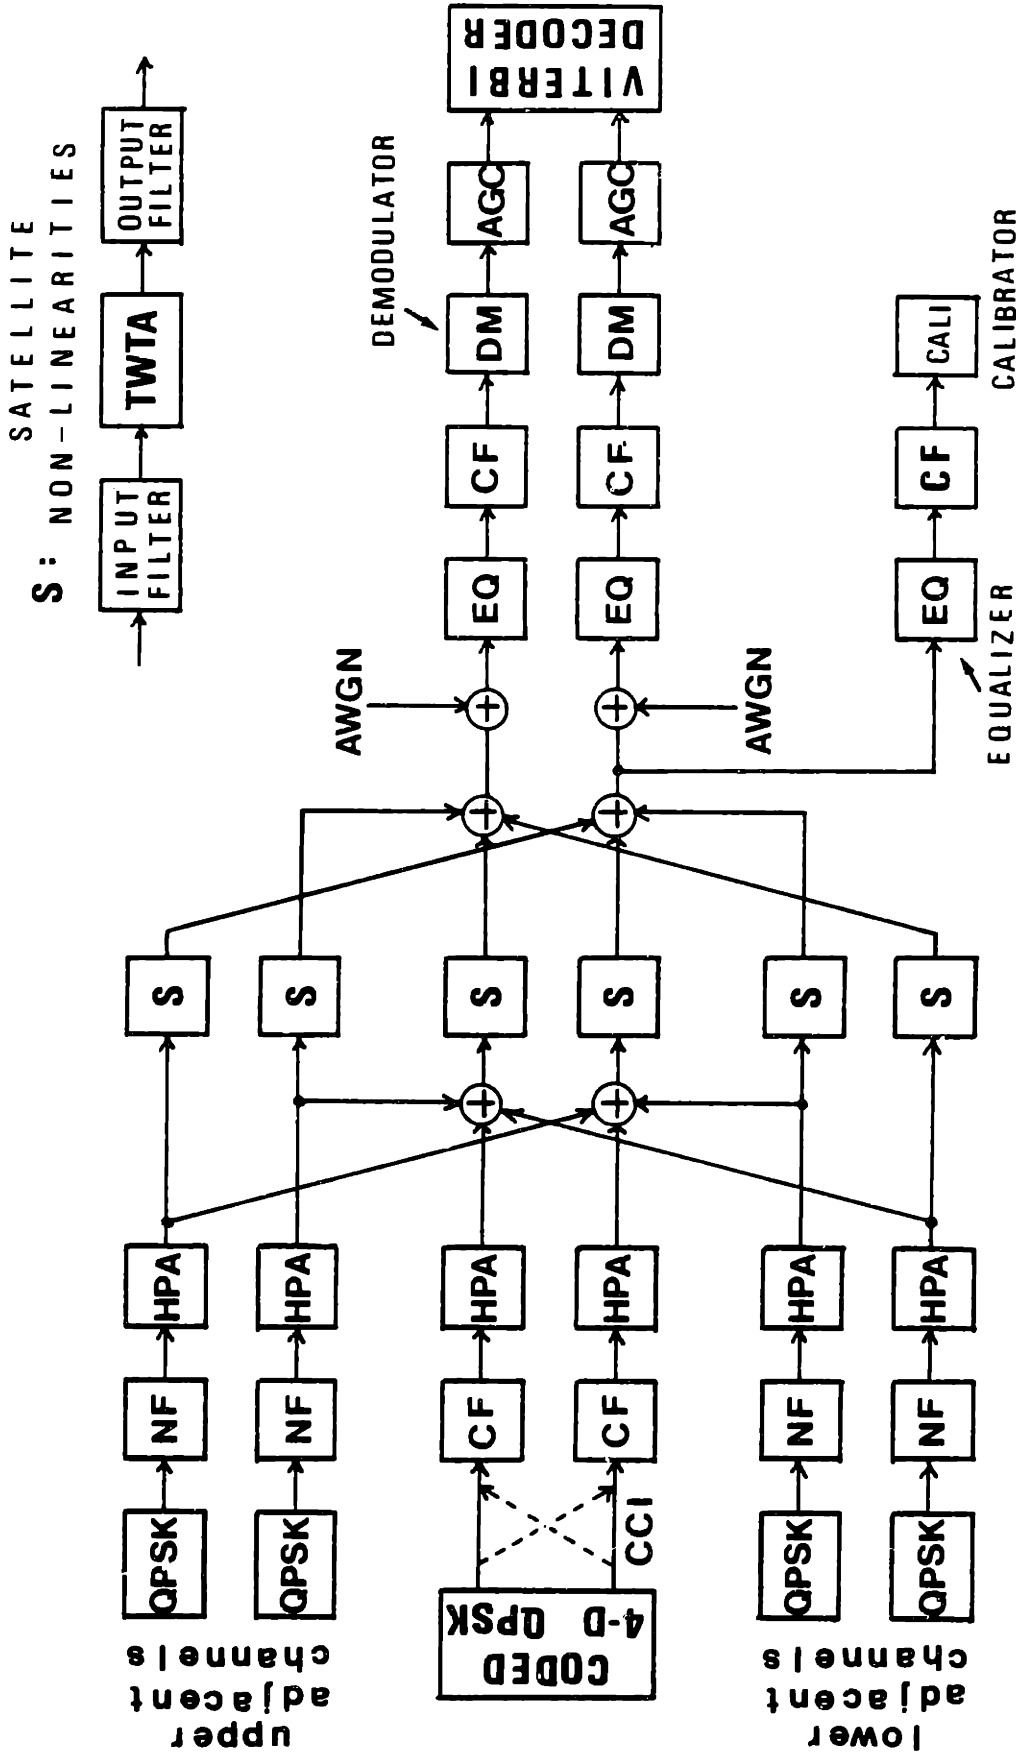 SATELLITE
S: NON-LINEARITIES
INPUT
FILTER
TWTA
OUTPUT
FILTER
upper
adjacent
channels
QPSK
NF
HPA
S
QPSK
NF
HPA
S
AWGN
DEMODULATOR
CODED
4-D QPSK
CF
HPA
+
S
+
+
EQ
CF
DM
AGC
VITERBI
DECODER
CF
HPA
+
S
+
+
EQ
CF
DM
AGC
CCI
AWGN
lower
adjacent
channels
QPSK
NF
HPA
S
QPSK
NF
HPA
S
EQ
CF
CALI
EQUALIZER
CALIBRATOR